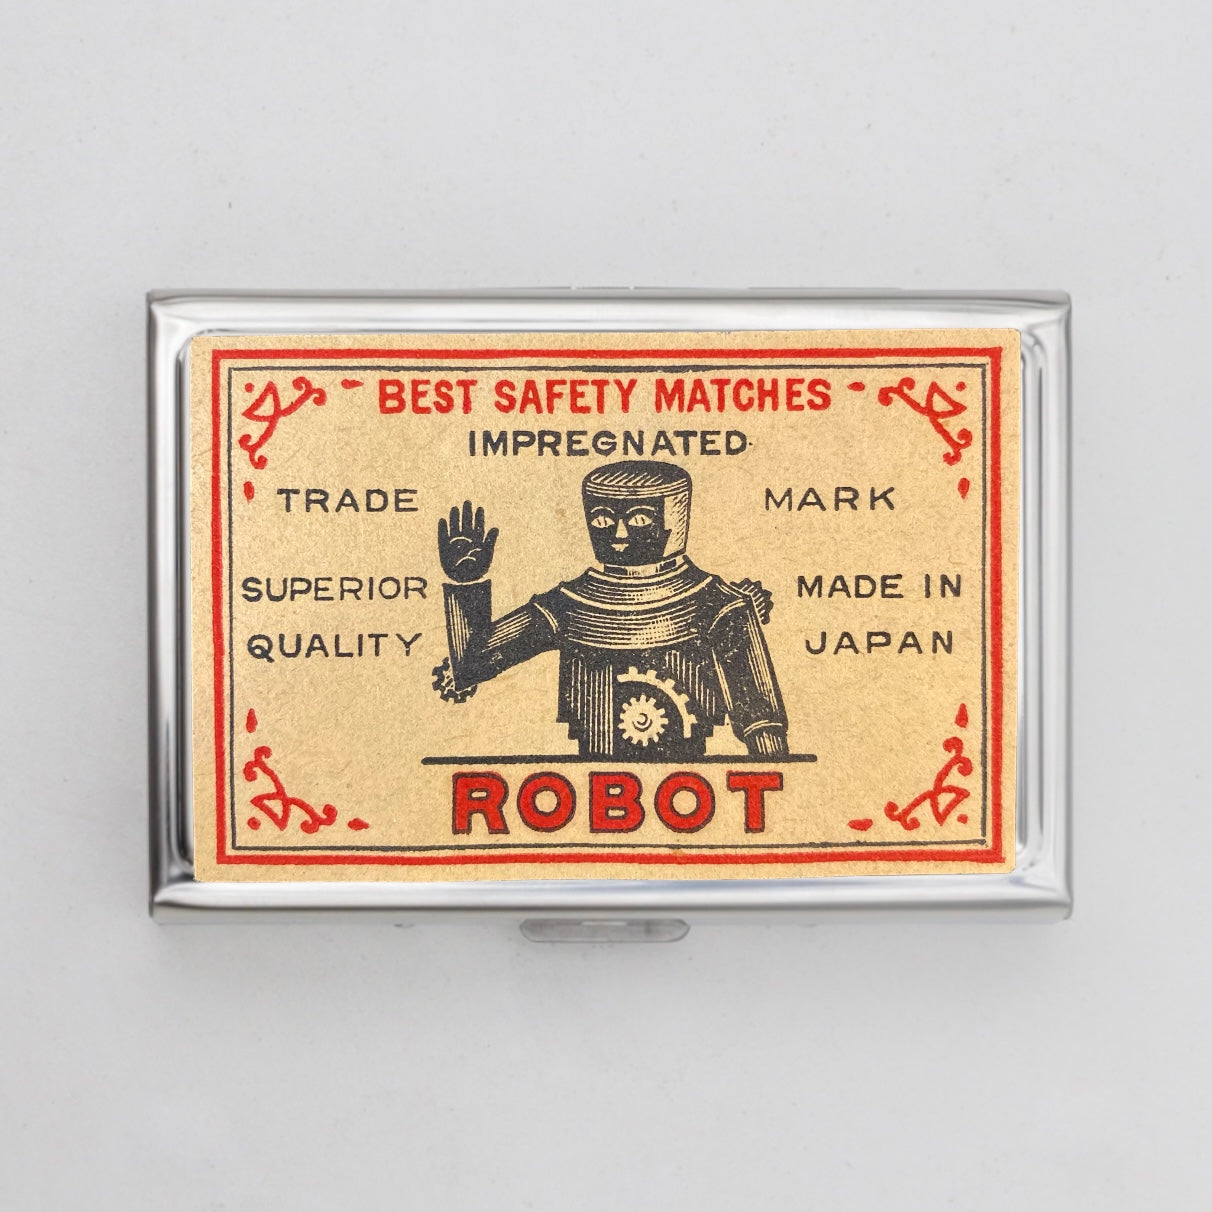 BEST SAFETY MATCHES
IMPREGNATED
TRADE MARK
SUPERIOR MADE IN
QUALITY JAPAN
ROBOT